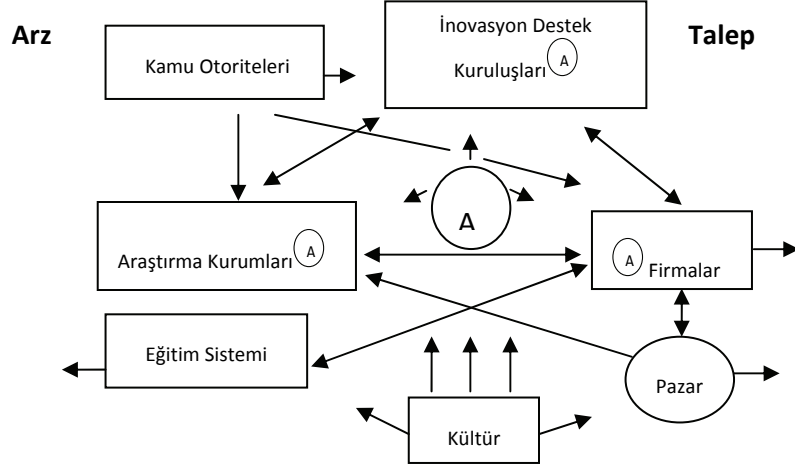 Arz
İnovasyon Destek
Kuruluşları A
Talep
Kamu Otoriteleri
A
Araştırma Kurumları A
A Firmalar
Eğitim Sistemi
Pazar
Kültür